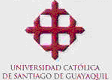 UNIVERSIDAD CATÓLICA
DE SANTIAGO DE GUAYAQUIL